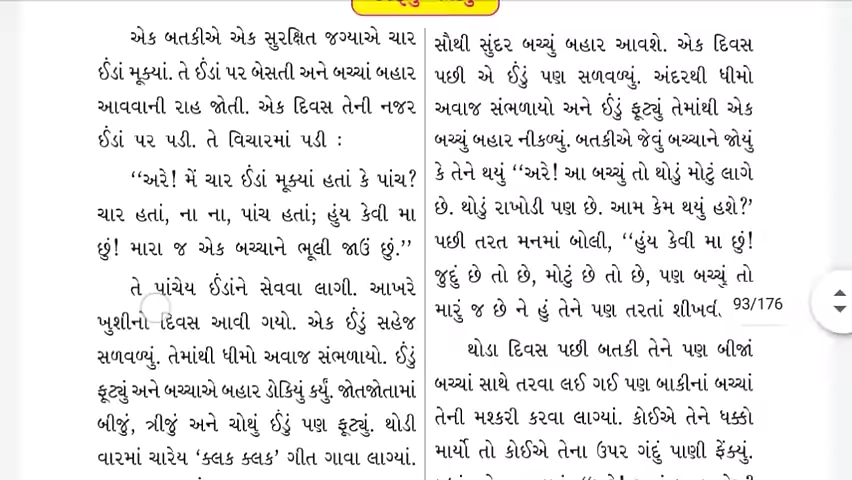 એક બતકીએ એક સુરક્ષિત જગ્યાએ ચાર
ઈંડાં મૂક્યાં. તે ઈંડાં પર બેસતી અને બચ્ચાં બહાર
આવવાની રાહ જોતી. એક દિવસ તેની નજર
ઈંડાં પર પડી. તે વિચારમાં પડી :
‘‘અરે! મેં ચાર ઈંડાં મૂક્યાં હતાં કે પાંચ?
ચાર હતાં, ના ના, પાંચ હતાં; હુંય કેવી મા
છું! મારા જ એક બચ્ચાને ભૂલી જાઉં છું.’’
તે પાંચેય ઈંડાંને સેવવા લાગી. આખરે
ખુશીનો દિવસ આવી ગયો. એક ઈંડું સહેજ
સળવળ્યું. તેમાંથી ધીમો અવાજ સંભળાયો. ઈંડું
ફૂટ્યું અને બચ્ચાએ બહાર ડોકિયું કર્યું. જોતજોતામાં
બીજું, ત્રીજું અને ચોથું ઈંડું પણ ફૂટ્યું. થોડી
વારમાં ચારેય ‘ક્લક ક્લક’ ગીત ગાવા લાગ્યાં.
સૌથી સુંદર બચ્ચું બહાર આવશે. એક દિવસ
પછી એ ઈંડું પણ સળવળ્યું. અંદરથી ધીમો
અવાજ સંભળાયો અને ઈંડું ફૂટ્યું તેમાંથી એક
બચ્ચું બહાર નીકળ્યું. બતકીએ જેવું બચ્ચાને જોયું
કે તેને થયું ‘‘અરે! આ બચ્ચું તો થોડું મોટું લાગે
છે. થોડું રાખોડી પણ છે. આમ કેમ થયું હશે?’
પછી તરત મનમાં બોલી, ‘‘હુંય કેવી મા છું!
જુદું છે તો છે, મોટું છે તો છે, પણ બચ્ચું તો
મારું જ છે ને હું તેને પણ તરતાં
93/176
થોડા દિવસ પછી બતકી તેને પણ બીજાં
બચ્ચાં સાથે તરવા લઈ ગઈ પણ બાકીનાં બચ્ચાં
તેની મશ્કરી કરવા લાગ્યાં. કોઈએ તેને ધક્કો
માર્યો તો કોઈએ તેના ઉપર ગંદું પાણી ફેંક્યું.